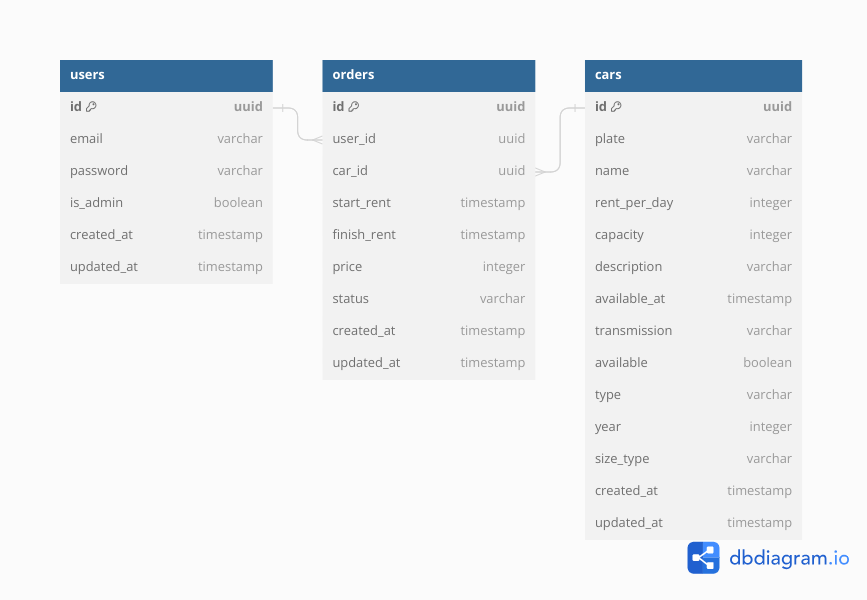 users
id uuid
email varchar
password varchar
is_admin boolean
created_at timestamp
updated_at timestamp
orders
id uuid
user_id uuid
car_id uuid
start_rent timestamp
finish_rent timestamp
price integer
status varchar
created_at timestamp
updated_at timestamp
cars
id uuid
plate varchar
name varchar
rent_per_day integer
capacity integer
description varchar
available_at timestamp
transmission varchar
available boolean
type varchar
year integer
size_type varchar
created_at timestamp
updated_at timestamp
dbdiagram.io